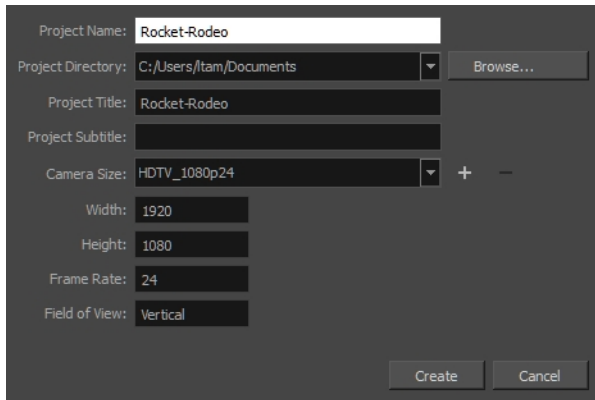 Project Name: Rocket-Rodeo
Project Directory: C:/Users/ltam/Documents Browse...
Project Title: Rocket-Rodeo
Project Subtitle:
Camera Size: HDTV_1080p24
Width: 1920
Height: 1080
Frame Rate: 24
Field of View: Vertical
Create Cancel